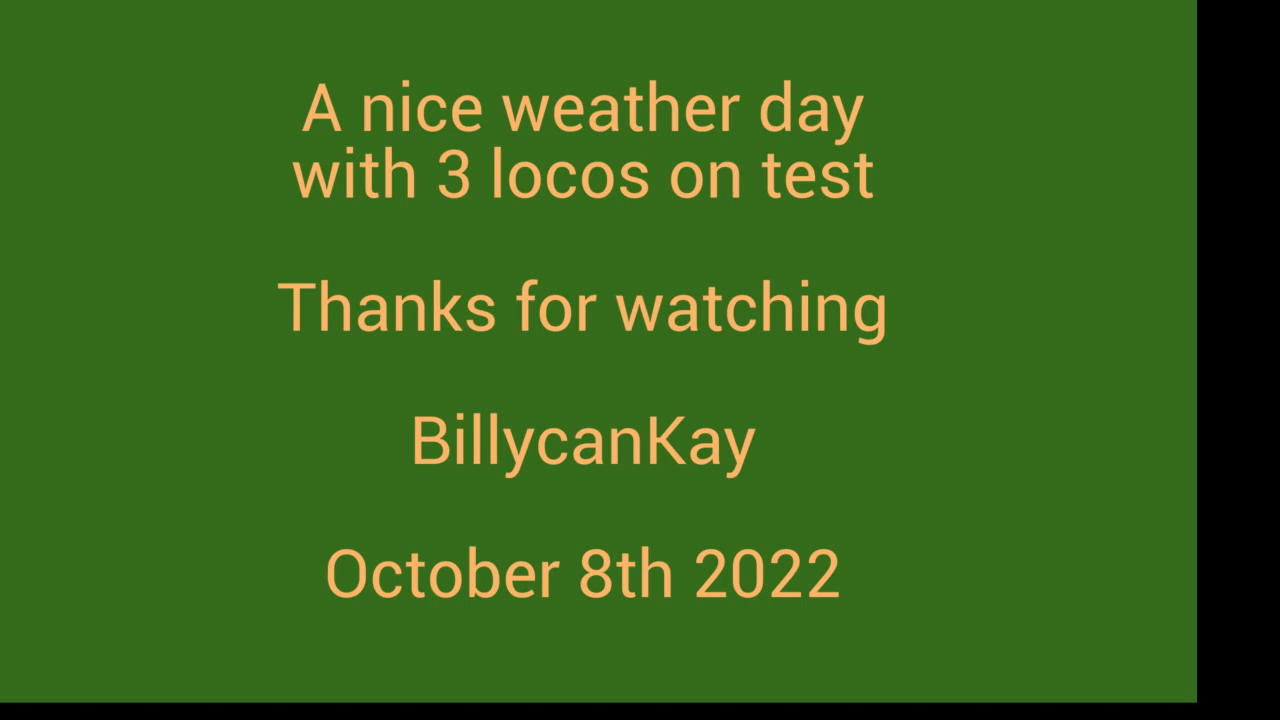 A nice weather day
with 3 locos on test
Thanks for watching
BillycanKay
October 8th 2022